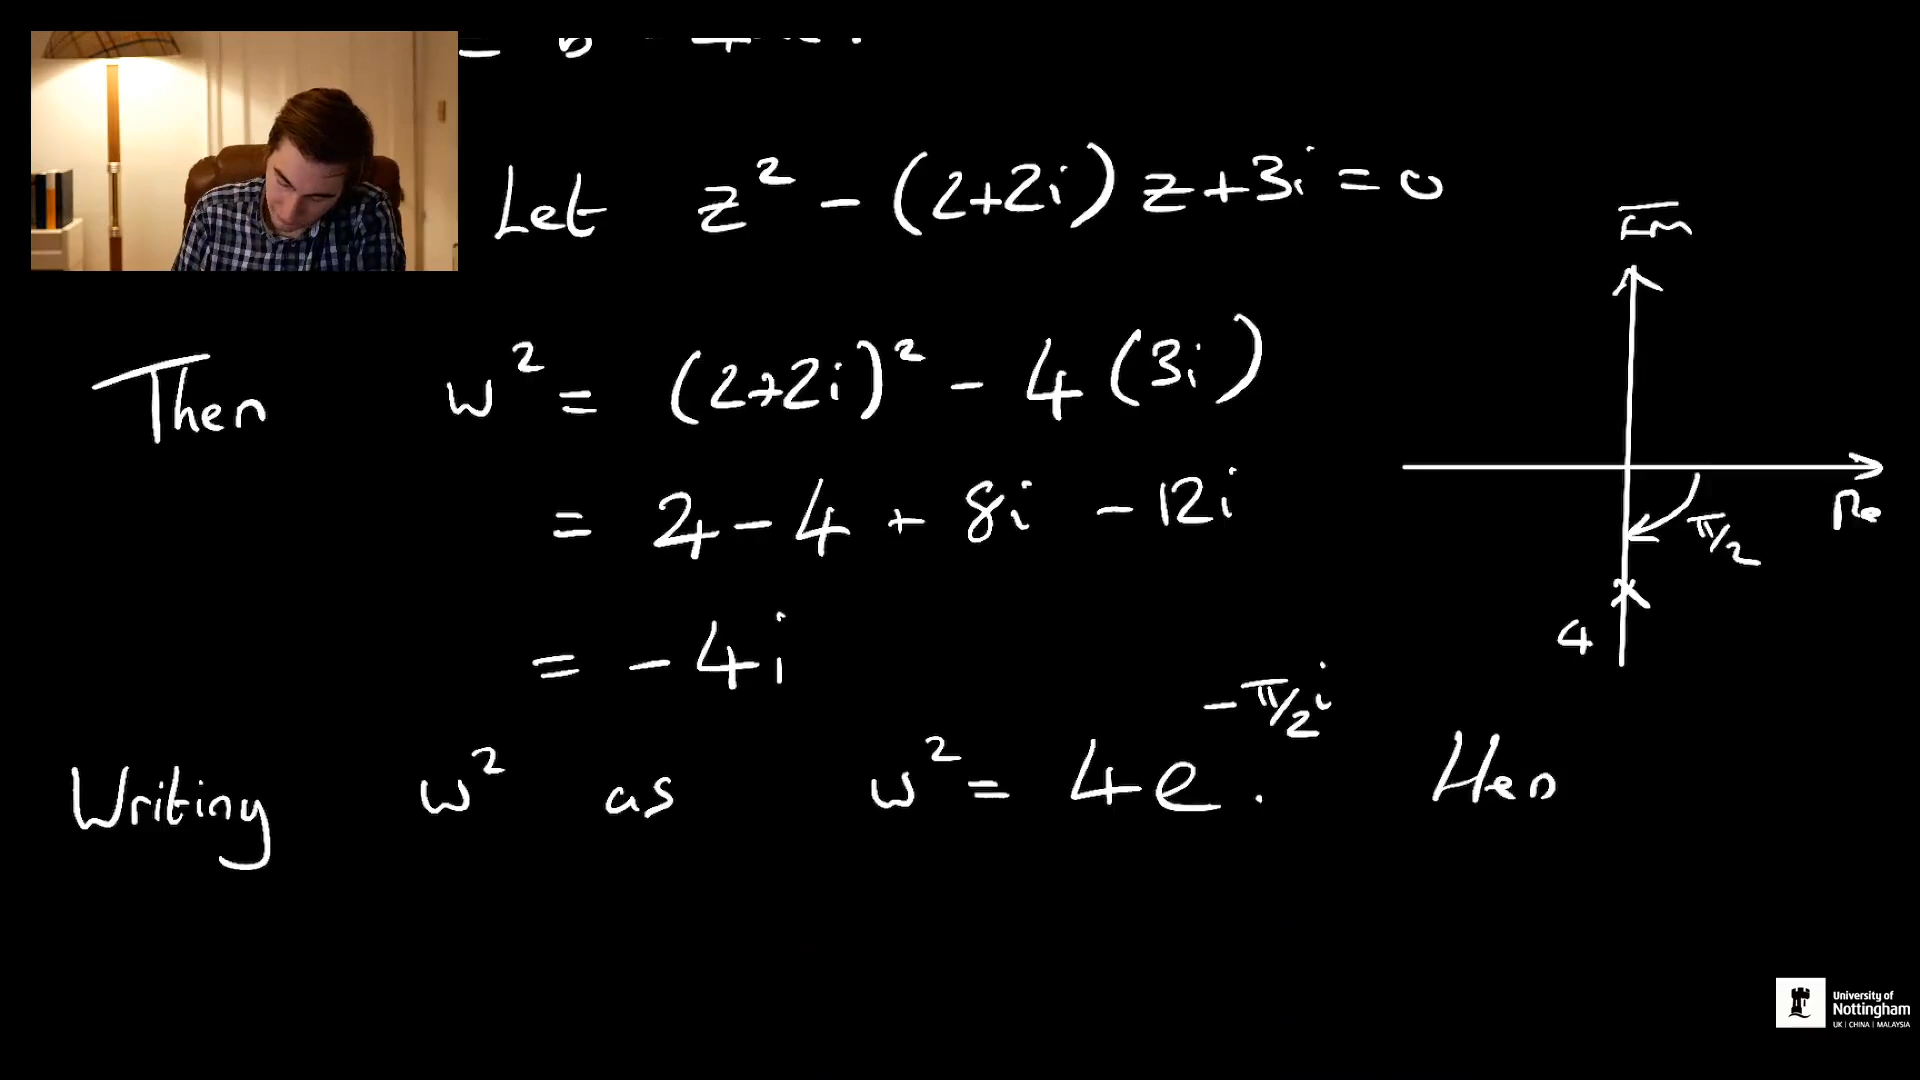 Let z² - (2+2i) z + 3i = 0
Im
Then w² = (2+2i)² - 4 (3i)
= 4 - 4 + 8i - 12i
Re
π/2
= - 4i
4
Writing w² as w² = 4e^{-π/2 i}. Hen
University of
Nottingham
UK | CHINA | MALAYSIA